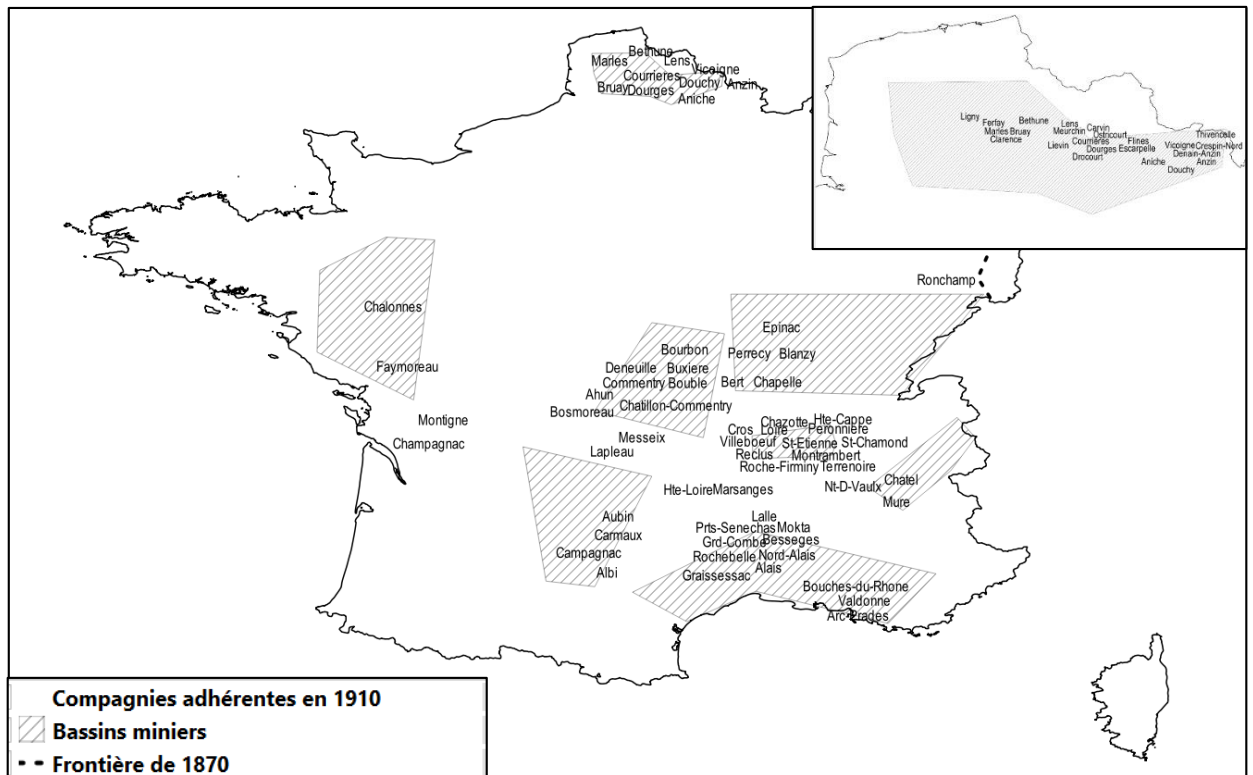 Bethune
Marles
Lens
Vicoigne
Courrieres
Douchy
Anzin
Bruay
Dourges
Aniche
Ligny
Ferfay
Bethune
Lens
Carvin
Marles
Bruay
Meurchin
Ostricourt
Thivencelle
Clarence
Lievin
Courrieres
Flines
Vicoigne
Crespin-Nord
Dourges
Escarpelle
Denain-Anzin
Drocourt
Aniche
Anzin
Douchy
Ronchamp
Chalonnes
Epinac
Bourbon
Perrecy
Blanzy
Faymoreau
Deneuille
Buxiere
Commentry
Bouble
Bert
Chapelle
Ahun
Bosmoreau
Chatillon-Commentry
Montigne
Chazotte
Hte-Cappe
Champagnac
Messeix
Cros
Loire
Peronnière
Lapleau
Villeboeuf
St-Etienne
St-Chamond
Reclus
Montrambert
Roche-Firminy
Terrenoire
Hte-Loire
Marsanges
Nt-D-Vaulx
Chatel
Mure
Aubin
Lalle
Carmaux
Prts-Senechas
Mokta
Campagnac
Grd-Combe
Besseges
Albi
Rochebelle
Nord-Alais
Graissessac
Alais
Bouches-du-Rhone
Valdonne
Arc-Prades
Compagnies adhérentes en 1910
Bassins miniers
Frontière de 1870